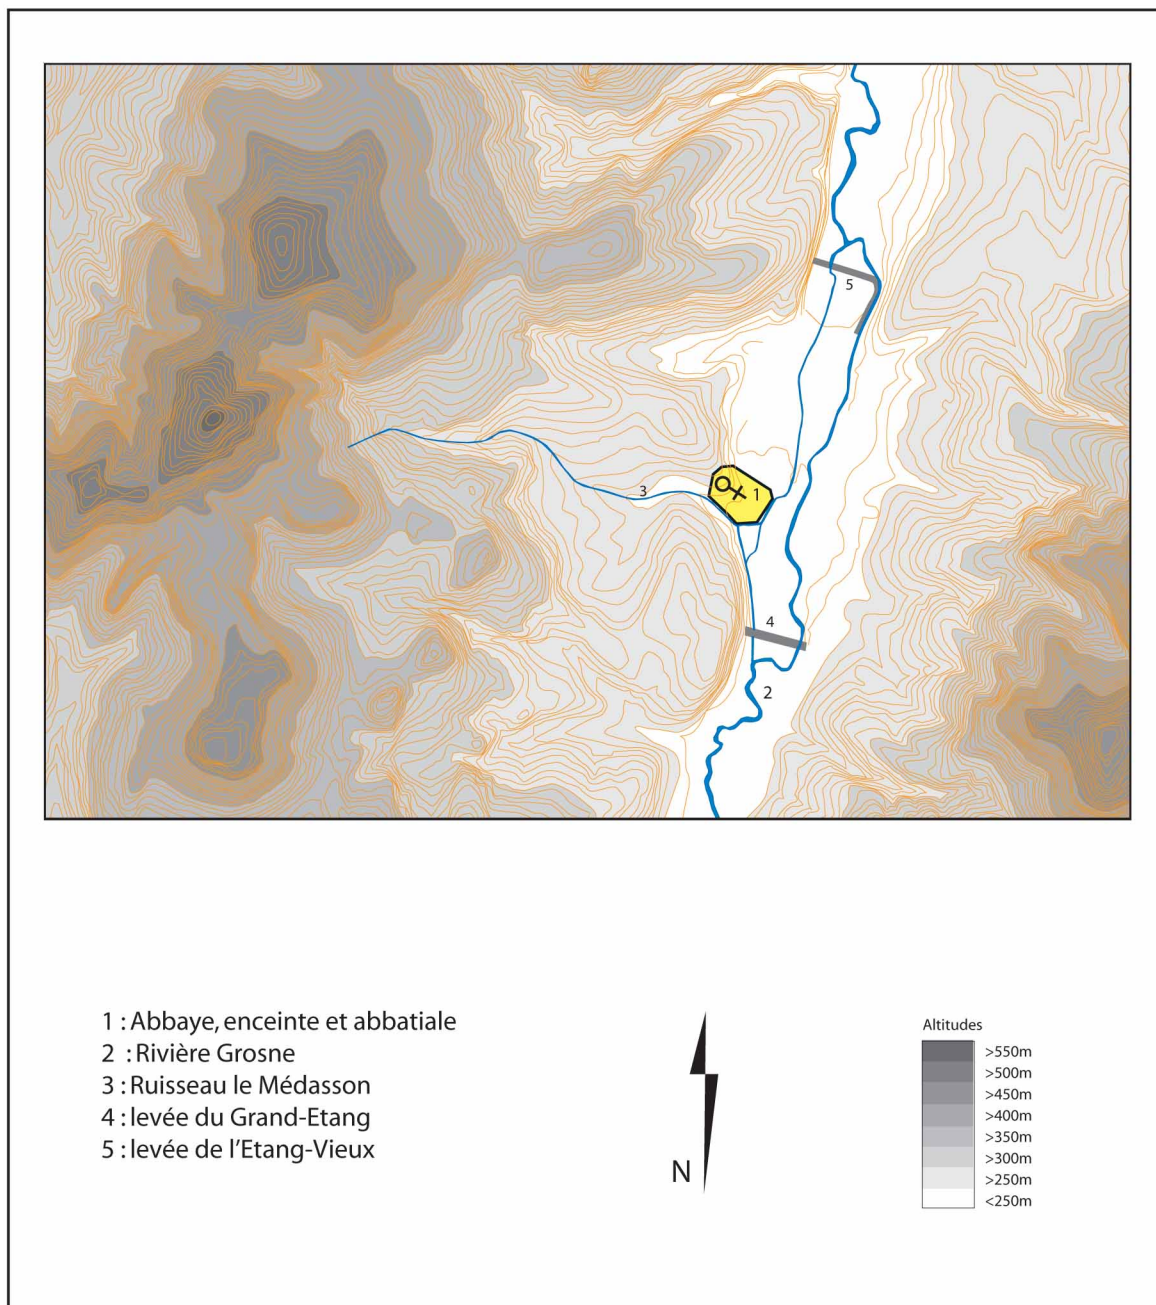 5
1
3
4
2
1 : Abbaye, enceinte et abbatiale
2 : Rivière Grosne
3 : Ruisseau le Médasson
4 : levée du Grand-Etang
5 : levée de l'Etang-Vieux
N
Altitudes
>550m
>500m
>450m
>400m
>350m
>300m
>250m
<250m